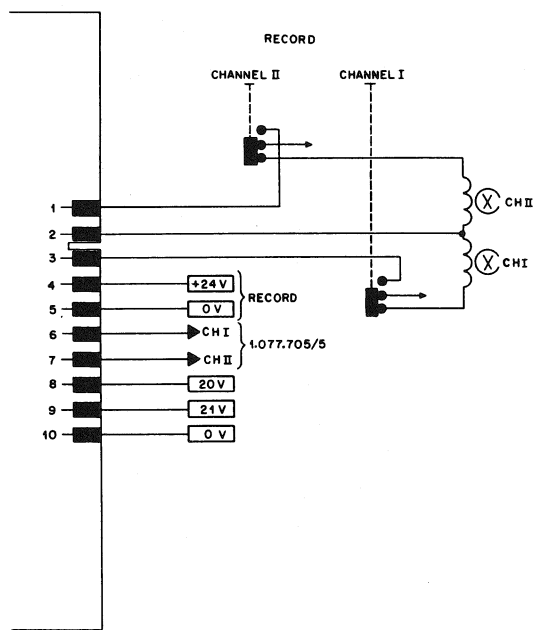 RECORD
CHANNEL II
CHANNEL I
1
2
3
4
5
6
7
8
9
10
+24V
0V
RECORD
CH I
CH II
1.077.705/5
20V
21V
0V
CH II
CH I